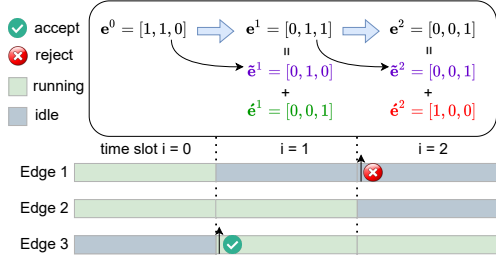 accept
reject
running
idle
e⁰ = [1, 1, 0]
e¹ = [0, 1, 1]
e² = [0, 0, 1]
=
=
ẽ¹ = [0, 1, 0]
ẽ² = [0, 0, 1]
+
+
é¹ = [0, 0, 1]
é² = [1, 0, 0]
time slot i = 0
i = 1
i = 2
Edge 1
Edge 2
Edge 3